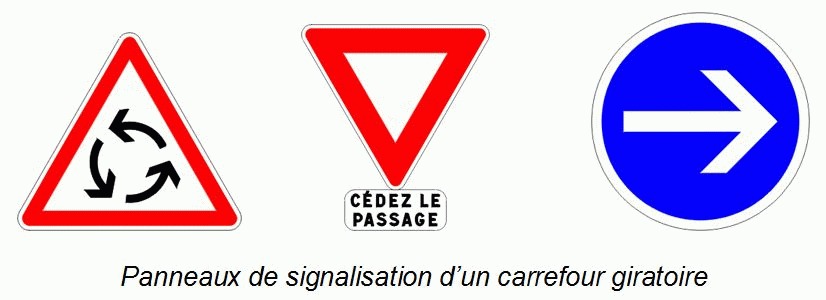 CÉDEZ LE
PASSAGE
Panneaux de signalisation d'un carrefour giratoire